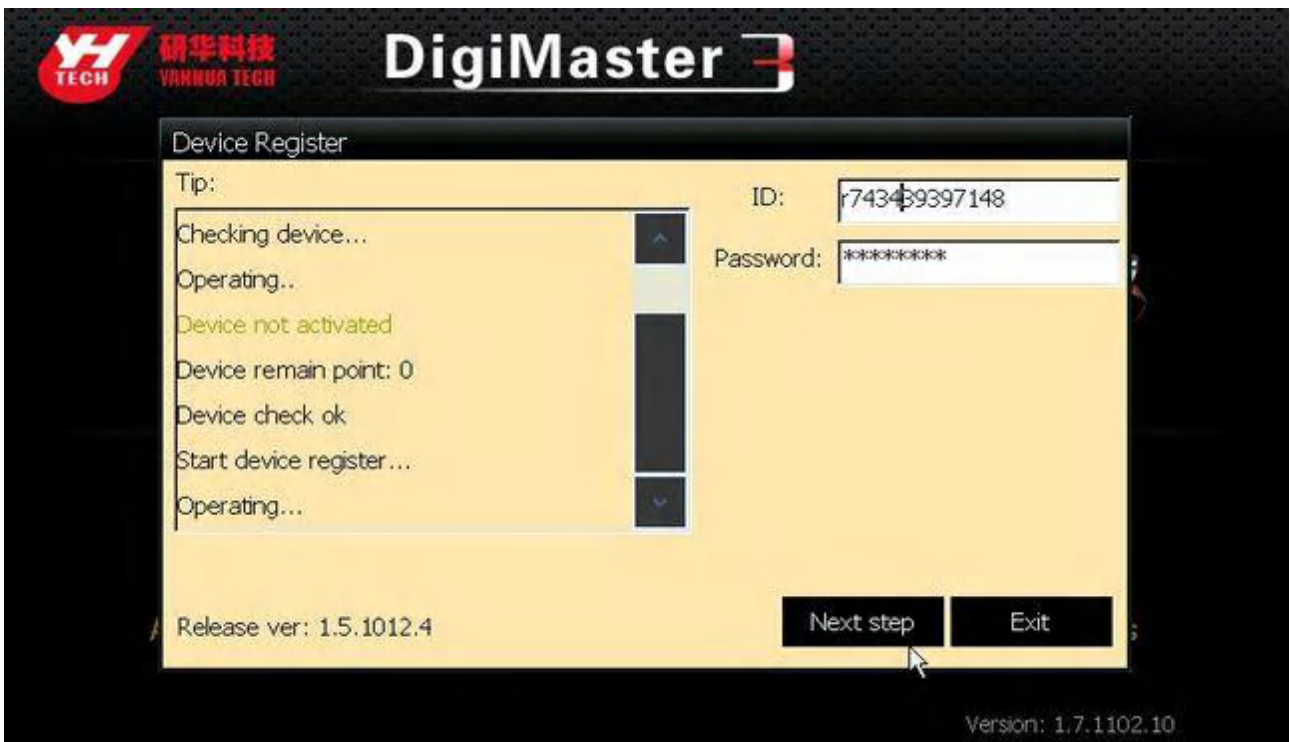 YH
TECH
研华科技
YANHUA TECH
DigiMaster 3
Device Register
Tip:
Checking device...
Operating..
Device not activated
Device remain point: 0
Device check ok
Start device register...
Operating...
ID:
r743439397148
Password:
********
Release ver: 1.5.1012.4
Next step
Exit
Version: 1.7.1102.10